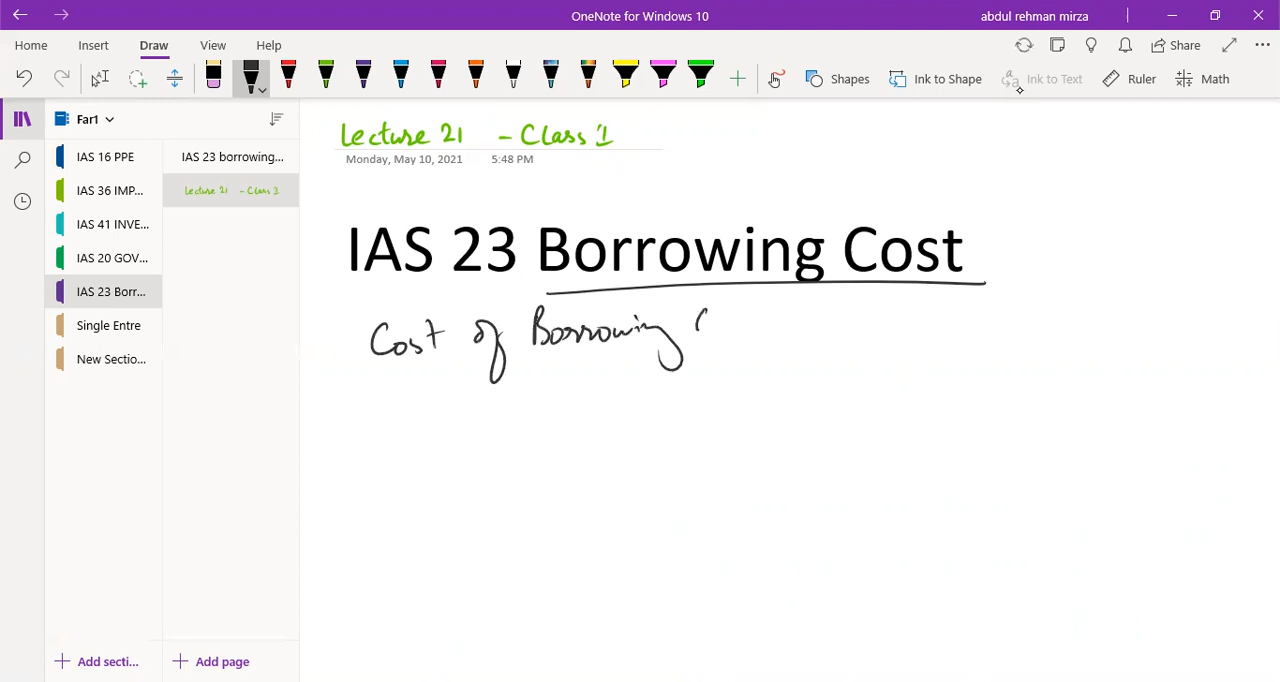 OneNote for Windows 10
abdul rehman mirza
Home Insert Draw View Help
Share
Shapes Ink to Shape Ink to Text Ruler Math
Far1
IAS 16 PPE
IAS 36 IMP...
IAS 41 INVE...
IAS 20 GOV...
IAS 23 Borr...
Single Entre
New Sectio...
Add secti...
IAS 23 borrowing...
Lecture 21 - Class 1
Add page
Lecture 21 - Class 1
Monday, May 10, 2021 5:48 PM
IAS 23 Borrowing Cost
Cost of Borrowing (